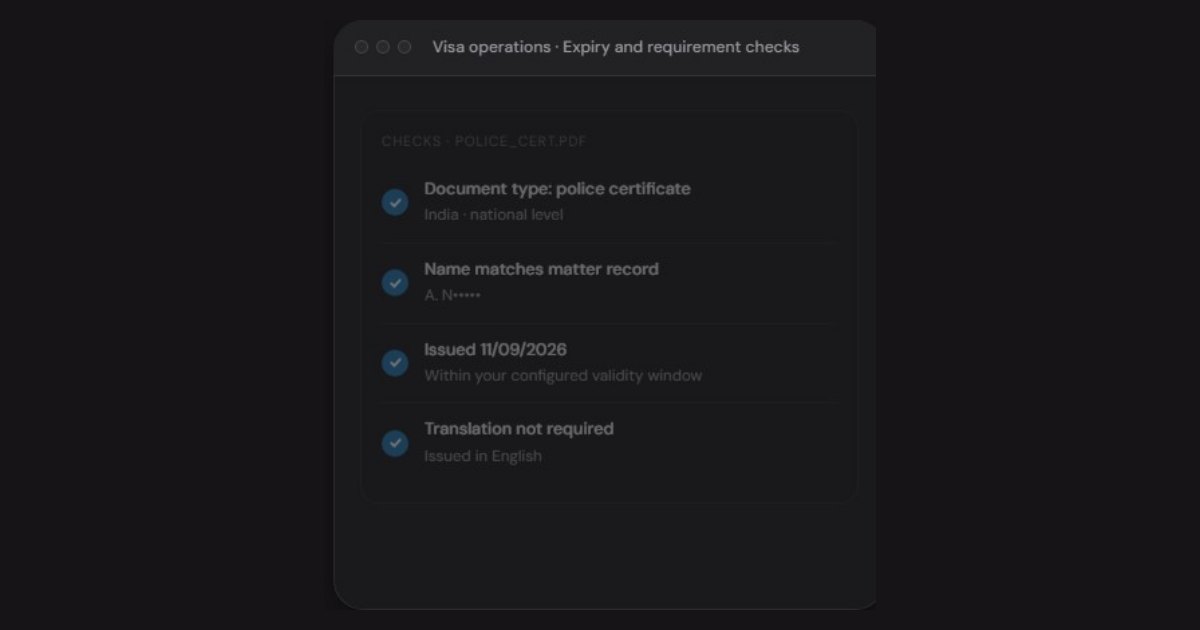 Visa operations · Expiry and requirement checks
CHECKS · POLICE_CERT.PDF
Document type: police certificate
India · national level
Name matches matter record
A. N•••••
Issued 11/09/2026
Within your configured validity window
Translation not required
Issued in English